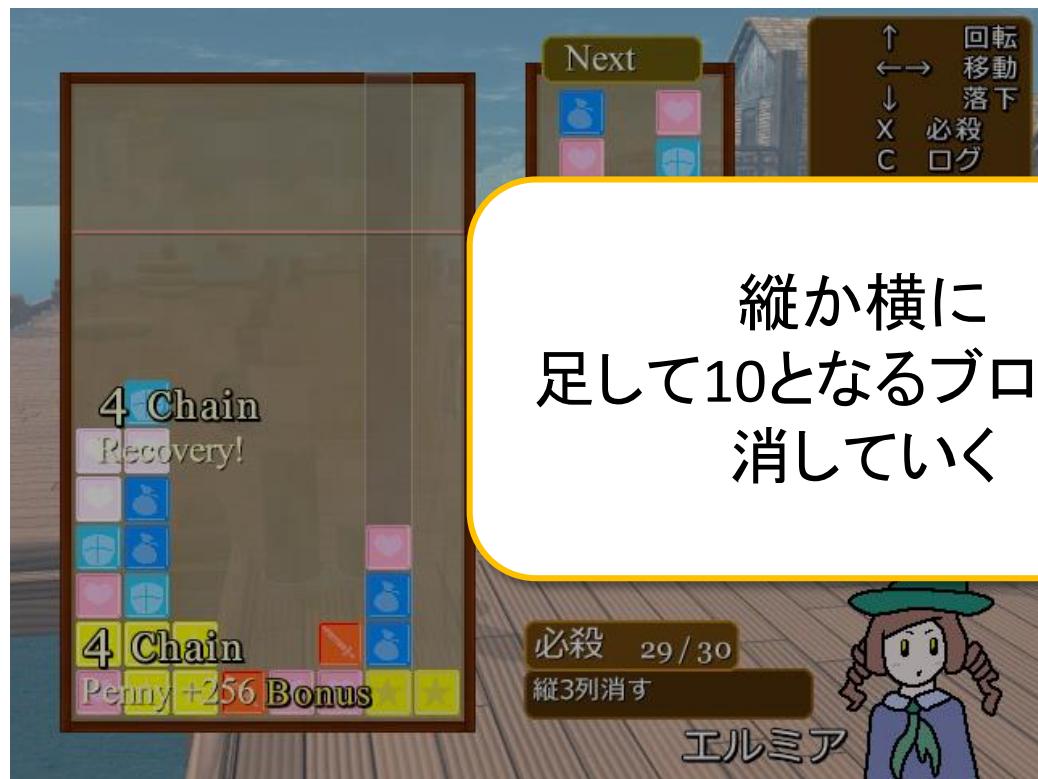 Next
↑ 回転
←→ 移動
↓ 落下
X 必殺
C ログ
縦か横に
足して10となるブロ
消していく
4 Chain
Recovery!
4 Chain
Penny +256 Bonus
必殺 29/30
縦3列消す
エルミア